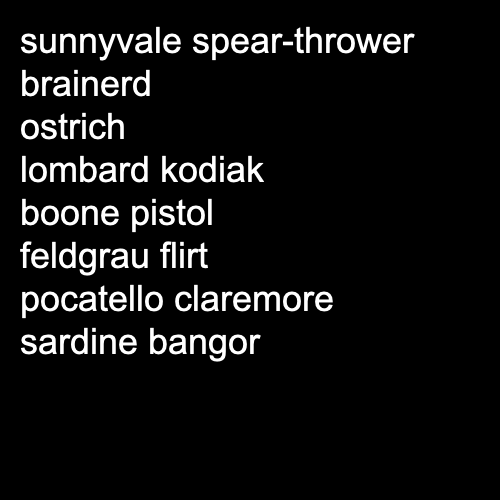 sunnyvale spear-thrower
brainerd
ostrich
lombard kodiak
boone pistol
feldgrau flirt
pocatello claremore
sardine bangor